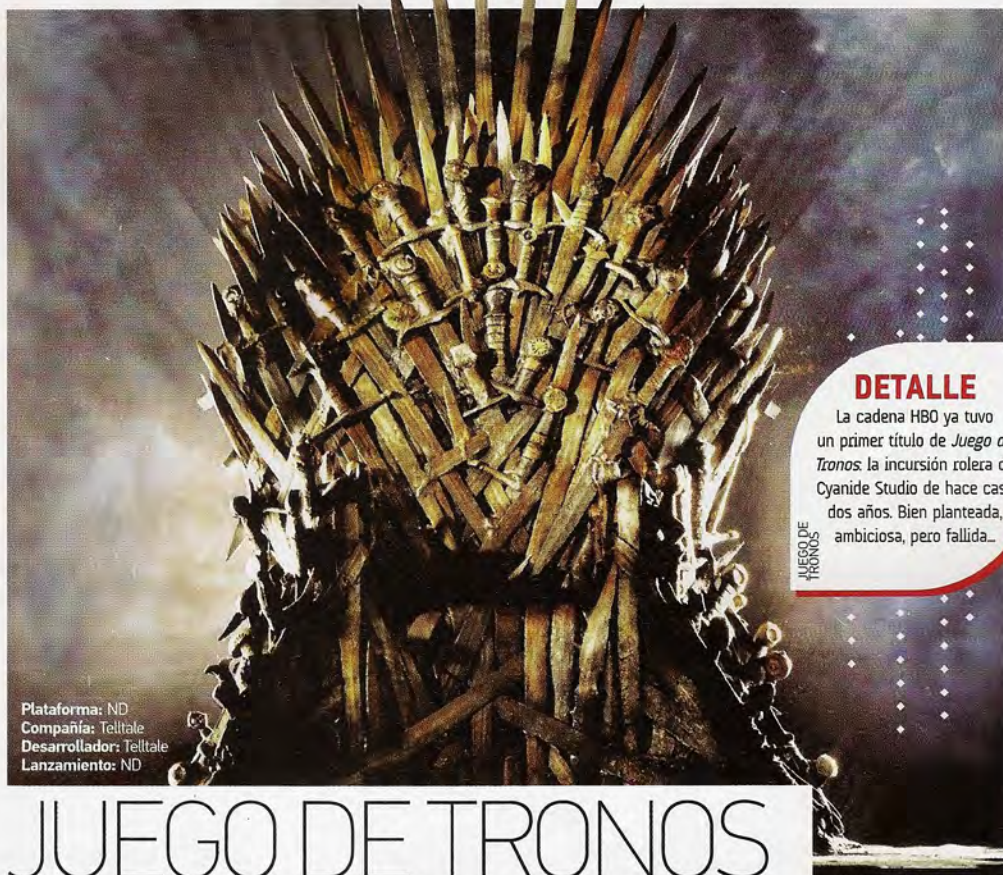 DETALLE
La cadena HBO ya tuvo
un primer título de Juego d
Tronos: la incursión rolera d
Cyanide Studio de hace cas
dos años. Bien planteada,
ambiciosa, pero fallida...
JUEGO DE
TRONOS
Plataforma: ND
Compañía: Telltale
Desarrollador: Telltale
Lanzamiento: ND
JUEGO DE TRONOS